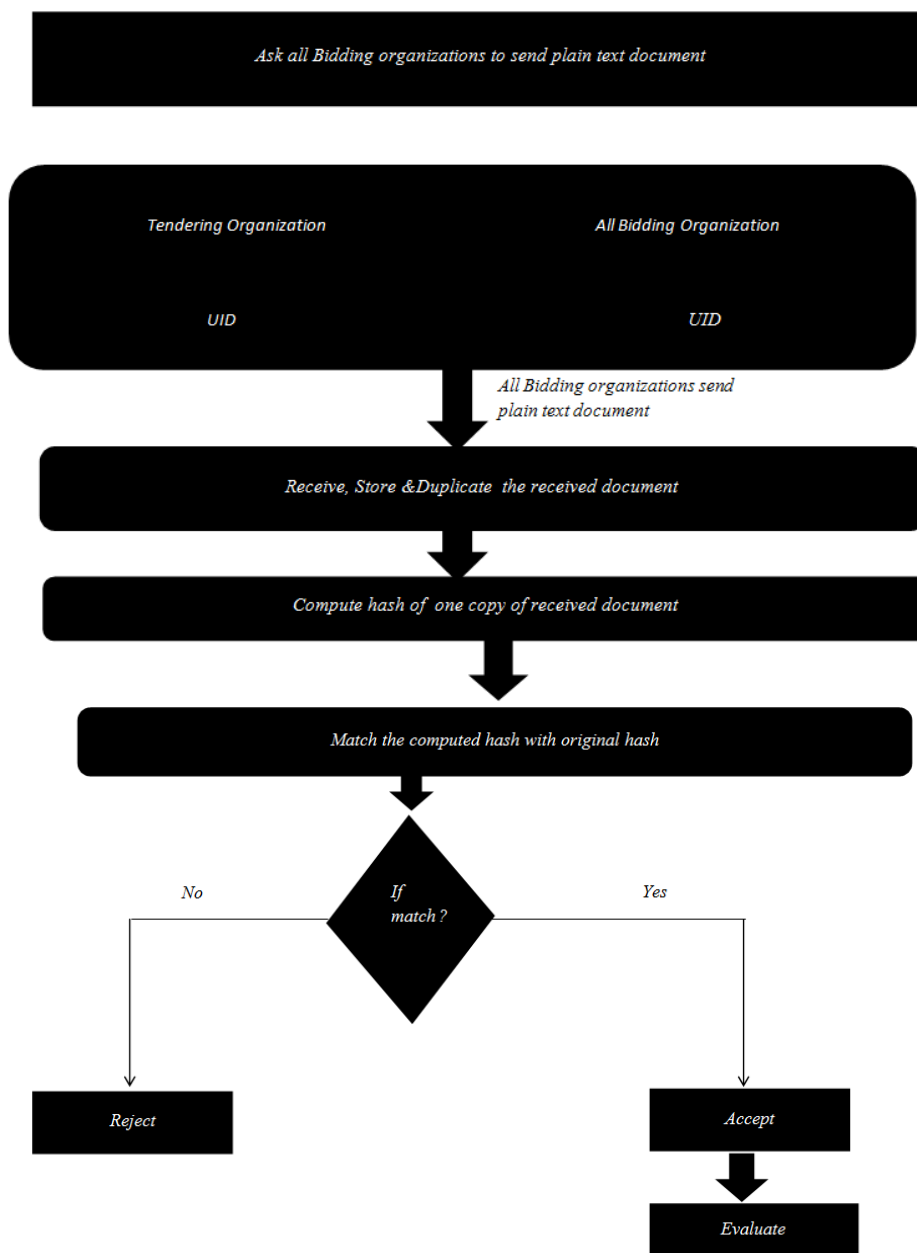 Ask all Bidding organizations to send plain text document
Tendering Organization
All Bidding Organization
UID
UID
All Bidding organizations send
plain text document
Receive, Store &Duplicate the received document
Compute hash of one copy of received document
Match the computed hash with original hash
No
If
match?
Yes
Reject
Accept
Evaluate